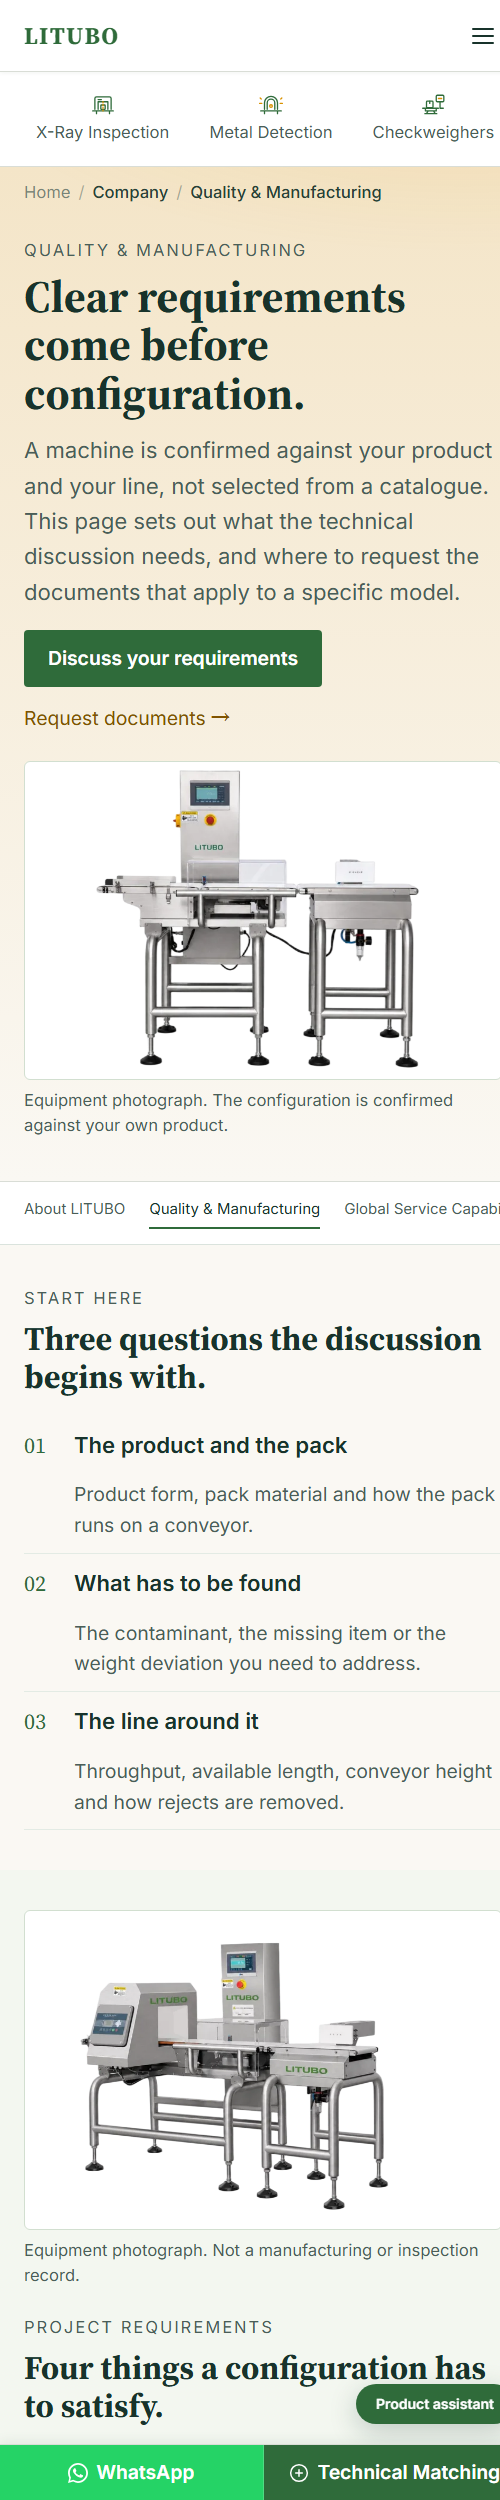 LITUBO
X-Ray Inspection
Metal Detection
Checkweighers
Home / Company / Quality & Manufacturing
QUALITY & MANUFACTURING
Clear requirements
come before
configuration.
A machine is confirmed against your product
and your line, not selected from a catalogue.
This page sets out what the technical
discussion needs, and where to request the
documents that apply to a specific model.
Discuss your requirements
Request documents →
LITUBO
Equipment photograph. The configuration is confirmed
against your own product.
About LITUBO
Quality & Manufacturing
Global Service Capabi
START HERE
Three questions the discussion
begins with.
01 The product and the pack
Product form, pack material and how the pack
runs on a conveyor.
02 What has to be found
The contaminant, the missing item or the
weight deviation you need to address.
03 The line around it
Throughput, available length, conveyor height
and how rejects are removed.
LITUBO
LITUBO
LITUBO
Equipment photograph. Not a manufacturing or inspection
record.
PROJECT REQUIREMENTS
Four things a configuration has
to satisfy.
Product assistant
WhatsApp
Technical Matching